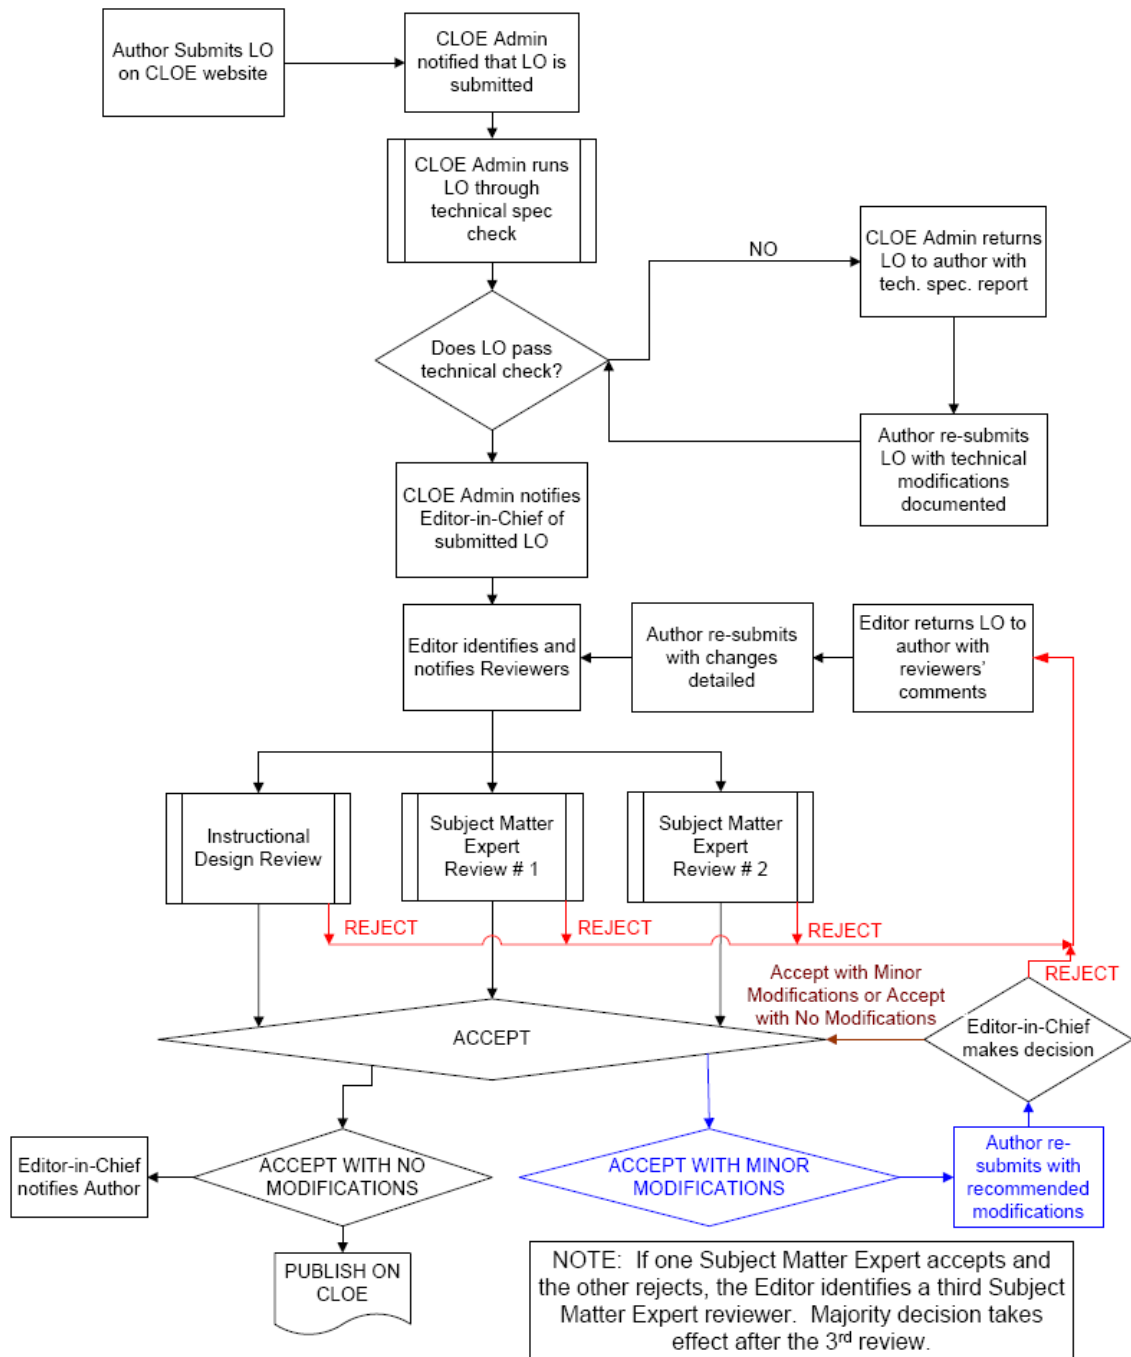 Author Submits LO
on CLOE website
CLOE Admin
notified that LO is
submitted
CLOE Admin runs
LO through
technical spec
check
NO
CLOE Admin returns
LO to author with
tech. spec. report
Does LO pass
technical check?
Author re-submits
LO with technical
modifications
documented
CLOE Admin notifies
Editor-in-Chief of
submitted LO
Editor identifies and
notifies Reviewers
Author re-submits
with changes
detailed
Editor returns LO to
author with
reviewers'
comments
Instructional
Design Review
Subject Matter
Expert
Review # 1
Subject Matter
Expert
Review # 2
REJECT
REJECT
REJECT
Accept with Minor
Modifications or Accept
with No Modifications
REJECT
ACCEPT
Editor-in-Chief
makes decision
Editor-in-Chief
notifies Author
ACCEPT WITH NO
MODIFICATIONS
ACCEPT WITH MINOR
MODIFICATIONS
Author re-
submits with
recommended
modifications
PUBLISH ON
CLOE
NOTE: If one Subject Matter Expert accepts and
the other rejects, the Editor identifies a third Subject
Matter Expert reviewer. Majority decision takes
effect after the 3rd review.